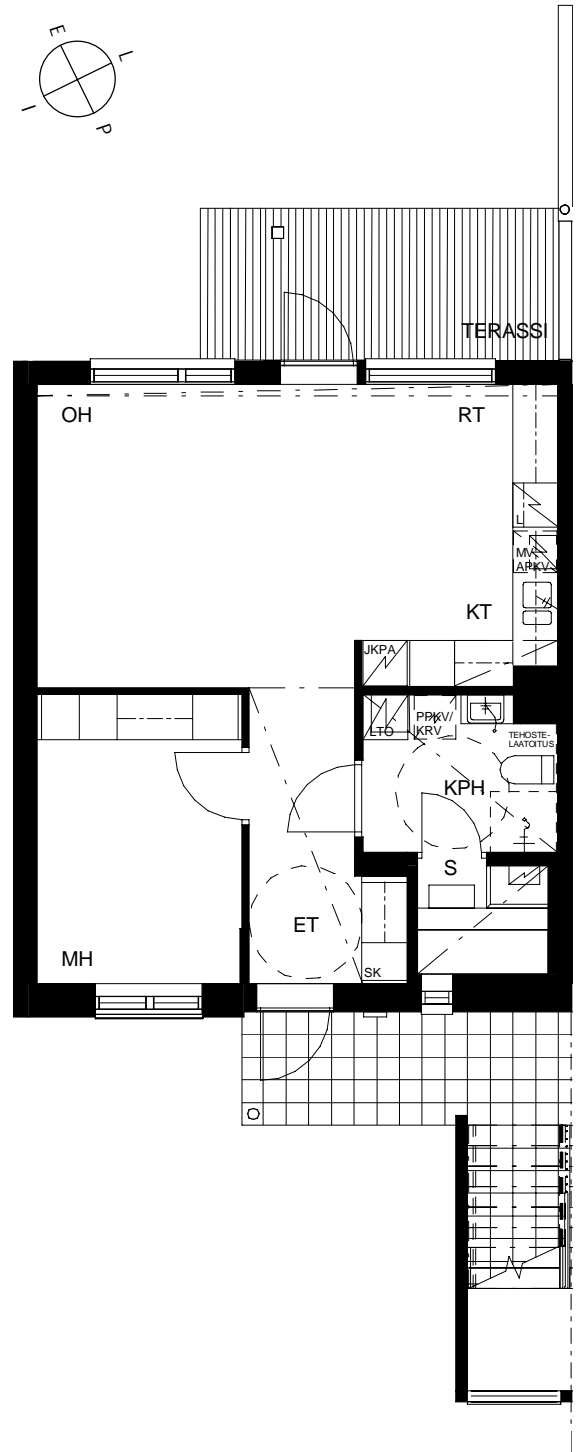 E
L
I
P
TERASSI
OH
RT
L
MV
APKV
KT
JKPA
LTO
PPKV/
KRV
TEHOSTE-
LAATOITUS
KPH
S
ET
MH
SK